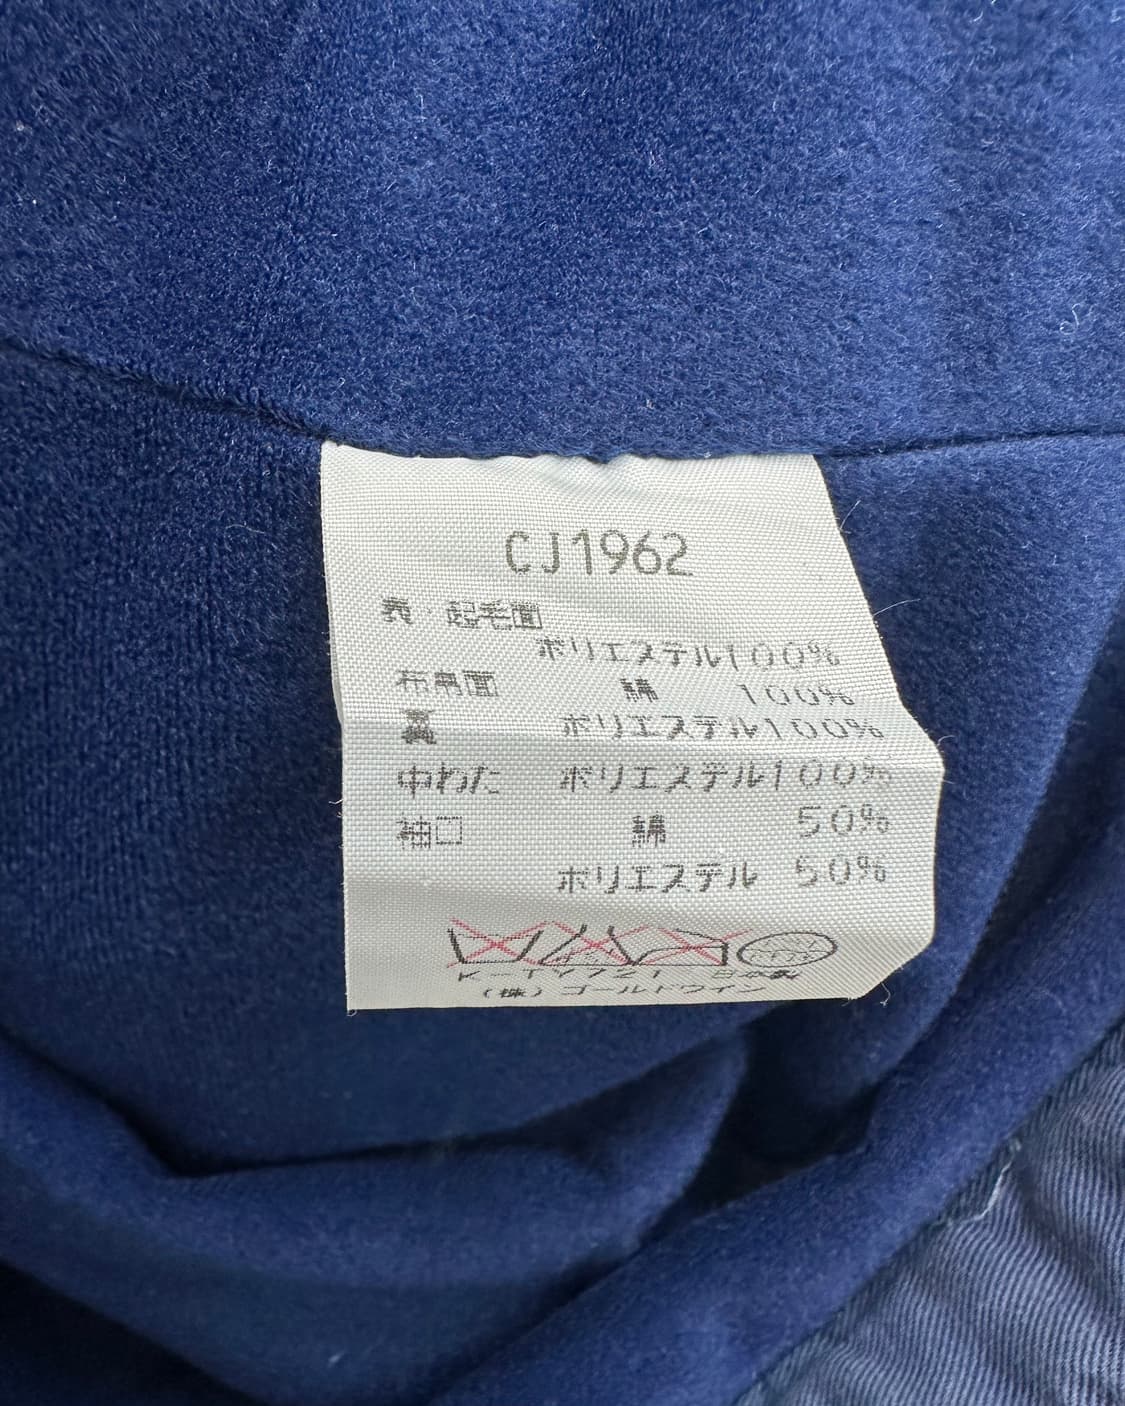 CJ1962
表・起毛面
ポリエステル100%
布帛面 綿 100%
裏 ポリエステル100%
中わた ポリエステル100%
袖口 綿 50%
ポリエステル 50%
(株)ゴールドウイン